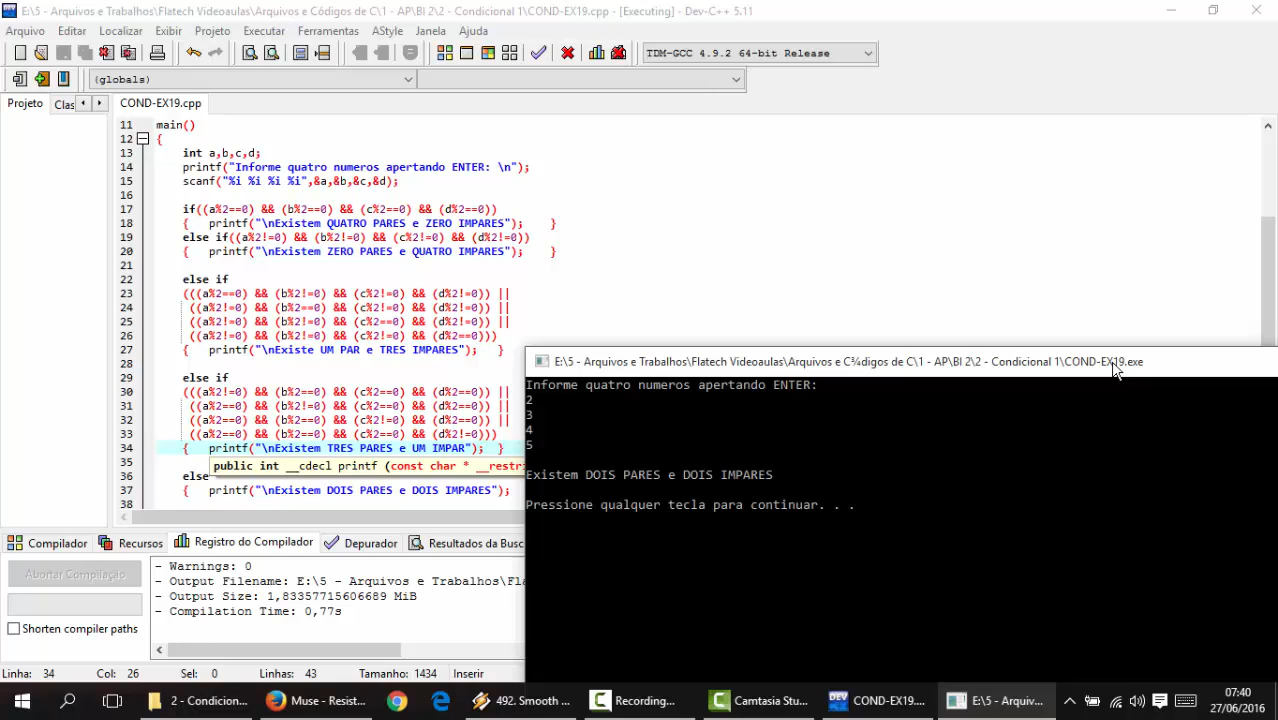 E:\5 - Arquivos e Trabalhos\Flatech Videoaulas\Arquivos e Códigos de C\1 - AP\BI 2\2 - Condicional 1\COND-EX19.cpp - [Executing] - Dev-C++ 5.11
Arquivo Editar Localizar Exibir Projeto Executar Ferramentas AStyle Janela Ajuda
TDM-GCC 4.9.2 64-bit Release
(globals)
Projeto Clas COND-EX19.cpp
11 main()
12 {
13 int a,b,c,d;
14 printf("Informe quatro numeros apertando ENTER: \n");
15 scanf("%i %i %i %i",&a,&b,&c,&d);
16
17 if((a%2==0) && (b%2==0) && (c%2==0) && (d%2==0))
18 { printf("\nExistem QUATRO PARES e ZERO IMPARES"); }
19 else if((a%2!=0) && (b%2!=0) && (c%2!=0) && (d%2!=0))
20 { printf("\nExistem ZERO PARES e QUATRO IMPARES"); }
21
22 else if
23 (((a%2==0) && (b%2!=0) && (c%2!=0) && (d%2!=0)) ||
24 ((a%2!=0) && (b%2==0) && (c%2!=0) && (d%2!=0)) ||
25 ((a%2!=0) && (b%2!=0) && (c%2==0) && (d%2!=0)) ||
26 ((a%2!=0) && (b%2!=0) && (c%2!=0) && (d%2==0)))
27 { printf("\nExiste UM PAR e TRES IMPARES"); }
28
29 else if
30 (((a%2!=0) && (b%2==0) && (c%2==0) && (d%2==0)) ||
31 ((a%2==0) && (b%2!=0) && (c%2==0) && (d%2==0)) ||
32 ((a%2==0) && (b%2==0) && (c%2!=0) && (d%2==0)) ||
33 ((a%2==0) && (b%2==0) && (c%2==0) && (d%2!=0)))
34 { printf("\nExistem TRES PARES e UM IMPAR"); }
35 public int __cdecl printf (const char * __restri
36 else
37 { printf("\nExistem DOIS PARES e DOIS IMPARES");
38
E:\5 - Arquivos e Trabalhos\Flatech Videoaulas\Arquivos e C¾digos de C\1 - AP\BI 2\2 - Condicional 1\COND-EX19.exe
Informe quatro numeros apertando ENTER:
2
3
4
5
Existem DOIS PARES e DOIS IMPARES
Pressione qualquer tecla para continuar. . .
Compilador Recursos Registro do Compilador Depurador Resultados da Busc
Abortar Compilação
Shorten compiler paths
- Warnings: 0
- Output Filename: E:\5 - Arquivos e Trabalhos\Fla
- Output Size: 1,83357715606689 MiB
- Compilation Time: 0,77s
Linha: 34 Col: 26 Sel: 0 Linhas: 43 Tamanho: 1434 Inserir
2 - Condicion... Muse - Resist... 492. Smooth ... Recording... Camtasia Stu... COND-EX19.... E:\5 - Arquiv...
07:40
27/06/2016